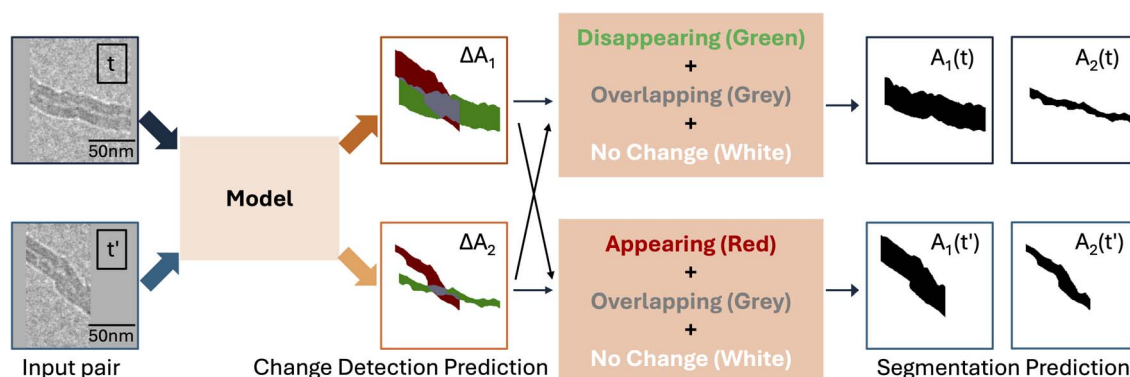 t
50nm
Model
ΔA₁
Disappearing (Green)
+
Overlapping (Grey)
+
No Change (White)
A₁(t)
A₂(t)
t'
50nm
ΔA₂
Appearing (Red)
+
Overlapping (Grey)
+
No Change (White)
A₁(t')
A₂(t')
Input pair
Change Detection Prediction
Segmentation Prediction